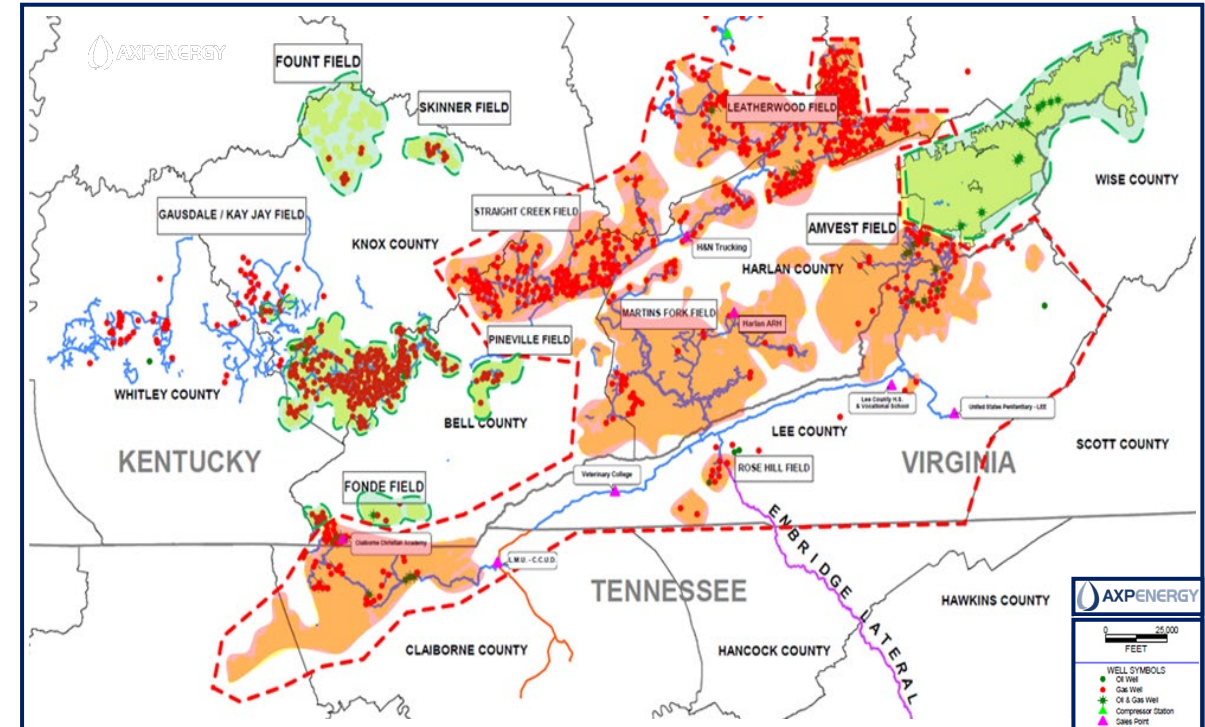 AXPENERGY
FOUNT FIELD
SKINNER FIELD
LEATHERWOOD FIELD
WISE COUNTY
GAUSDALE / KAY JAY FIELD
STRAIGHT CREEK FIELD
KNOX COUNTY
AMVEST FIELD
H&N Trucking
HARLAN COUNTY
MARTINS FORK FIELD
Harlan ARH
PINEVILLE FIELD
WHITLEY COUNTY
BELL COUNTY
Lee County H.S.
& Vocational School
United States Penitentiary - LEE
LEE COUNTY
SCOTT COUNTY
KENTUCKY
VIRGINIA
Veterinary College
ROSE HILL FIELD
FONDE FIELD
ENBRIDGE LATERAL
Claiborne Christian Academy
L.M.U. - C.C.U.D.
TENNESSEE
HAWKINS COUNTY
CLAIBORNE COUNTY
HANCOCK COUNTY
AXPENERGY
0 25,000
FEET
WELL SYMBOLS
Oil Well
Gas Well
Oil & Gas Well
Compressor Station
Sales Point